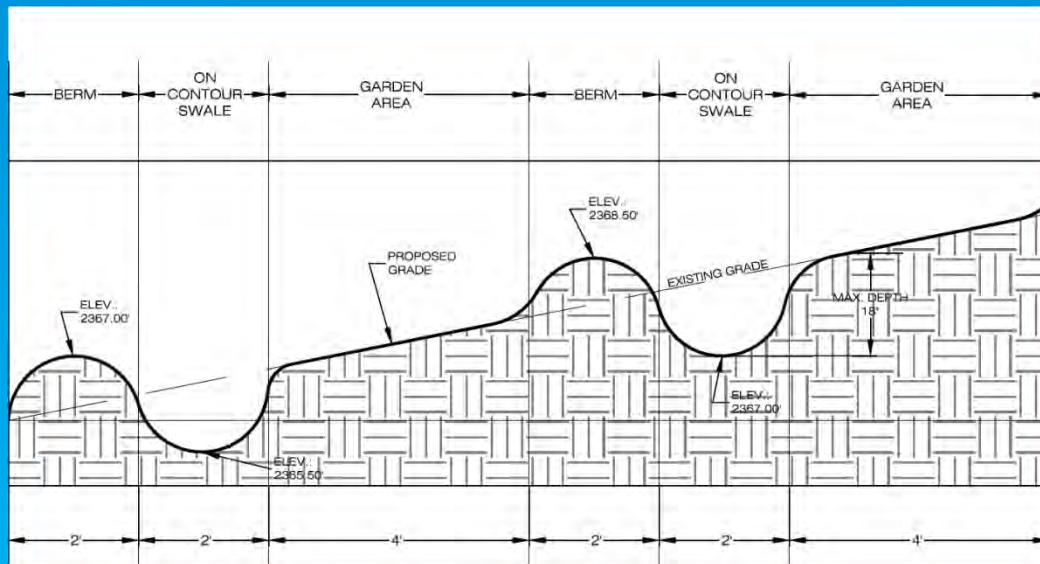 BERM
ON
CONTOUR
SWALE
GARDEN
AREA
BERM
ON
CONTOUR
SWALE
GARDEN
AREA
ELEV.:
2368.50'
PROPOSED
GRADE
EXISTING GRADE
ELEV.:
2367.00'
MAX. DEPTH
18"
ELEV.:
2367.00'
ELEV.:
2365.50'
2'
2'
4'
2'
2'
4'